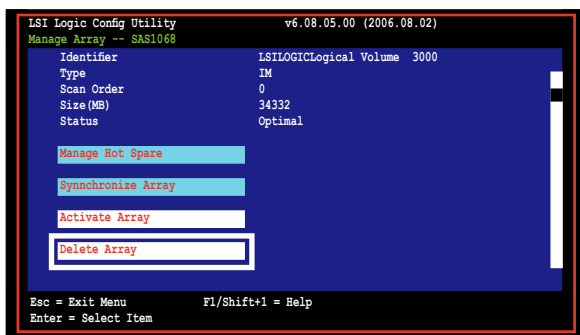 LSI Logic Config Utility v6.08.05.00 (2006.08.02)
Manage Array -- SAS1068
Identifier LSILOGICLogical Volume 3000
Type IM
Scan Order 0
Size(MB) 34332
Status Optimal
Manage Hot Spare
Synnchronize Array
Activate Array
Delete Array
Esc = Exit Menu F1/Shift+1 = Help
Enter = Select Item